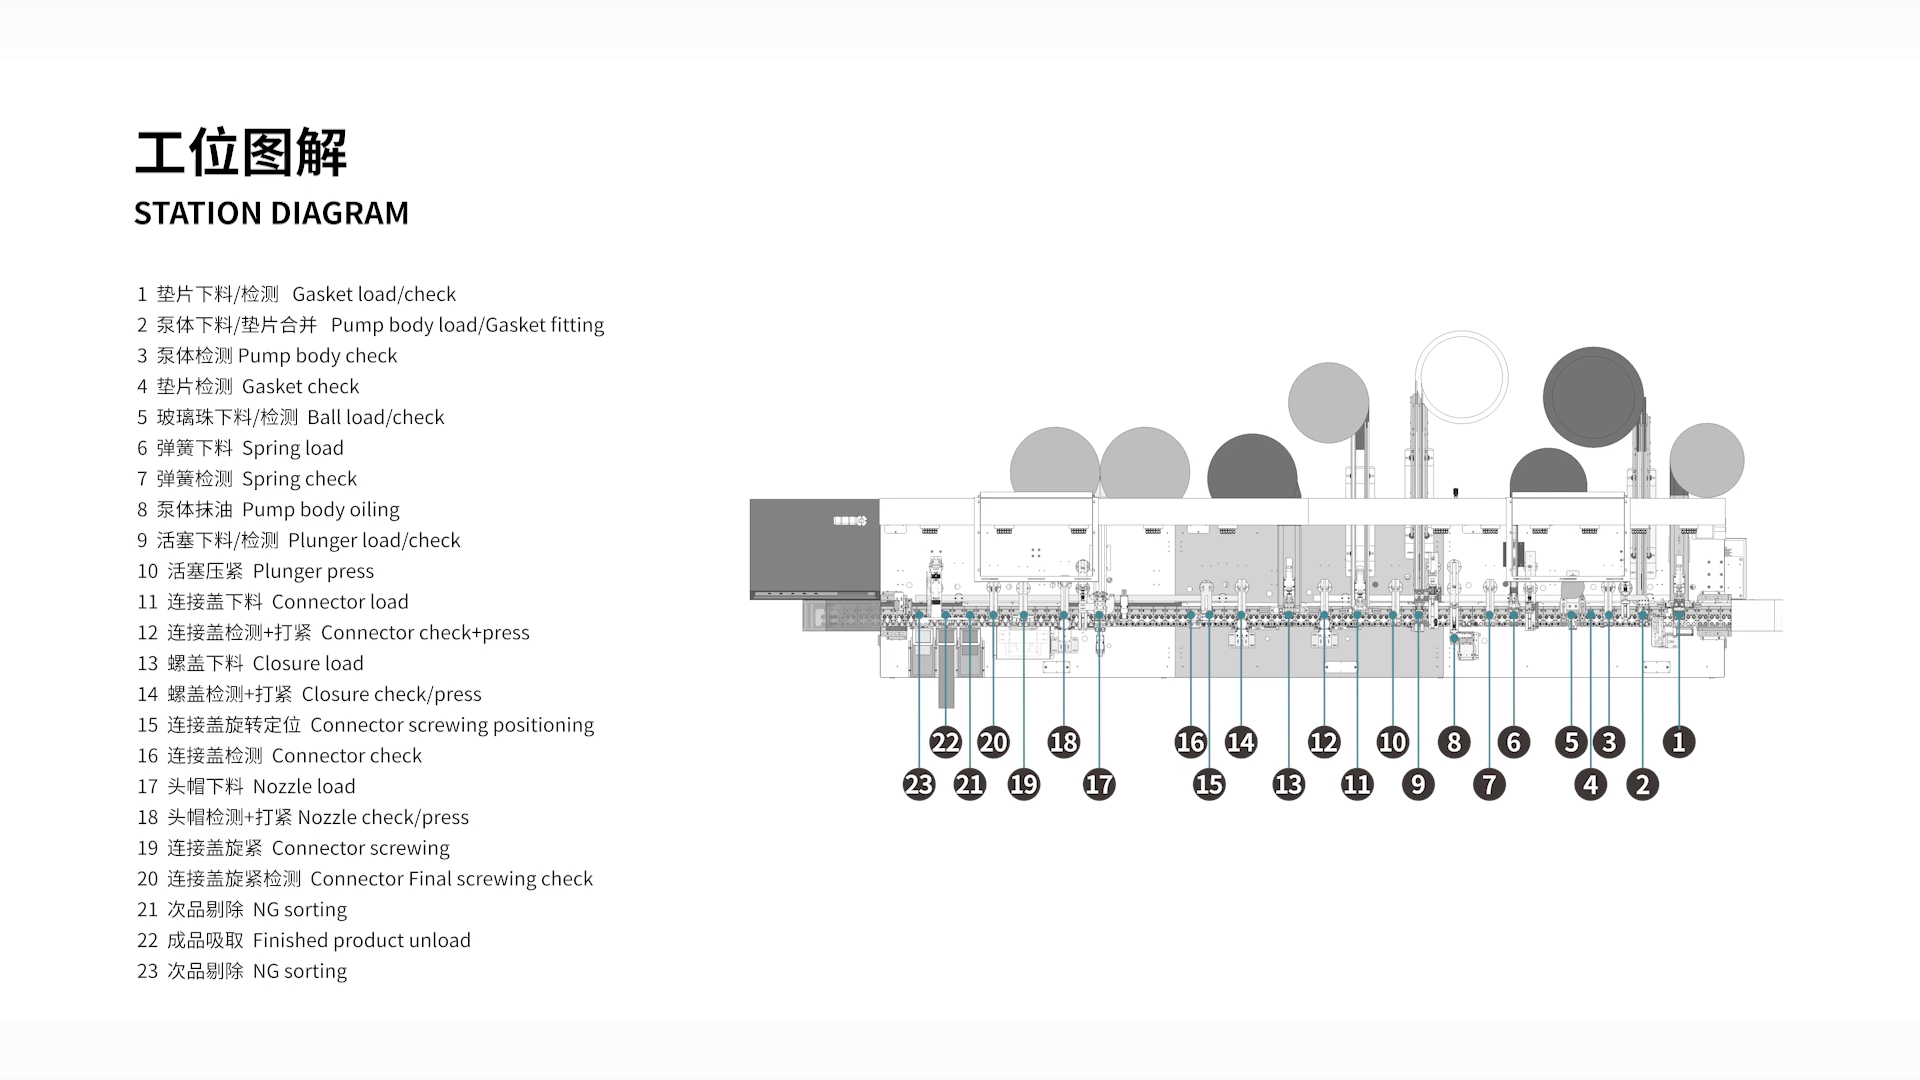 工位图解
STATION DIAGRAM
1 垫片下料/检测 Gasket load/check
2 泵体下料/垫片合并 Pump body load/Gasket fitting
3 泵体检测 Pump body check
4 垫片检测 Gasket check
5 玻璃珠下料/检测 Ball load/check
6 弹簧下料 Spring load
7 弹簧检测 Spring check
8 泵体抹油 Pump body oiling
9 活塞下料/检测 Plunger load/check
10 活塞压紧 Plunger press
11 连接盖下料 Connector load
12 连接盖检测+打紧 Connector check+press
13 螺盖下料 Closure load
14 螺盖检测+打紧 Closure check/press
15 连接盖旋转定位 Connector screwing positioning
16 连接盖检测 Connector check
17 头帽下料 Nozzle load
18 头帽检测+打紧 Nozzle check/press
19 连接盖旋紧 Connector screwing
20 连接盖旋紧检测 Connector Final screwing check
21 次品剔除 NG sorting
22 成品吸取 Finished product unload
23 次品剔除 NG sorting
22 20 18 16 14 12 10 8 6 5 3 1
23 21 19 17 15 13 11 9 7 4 2